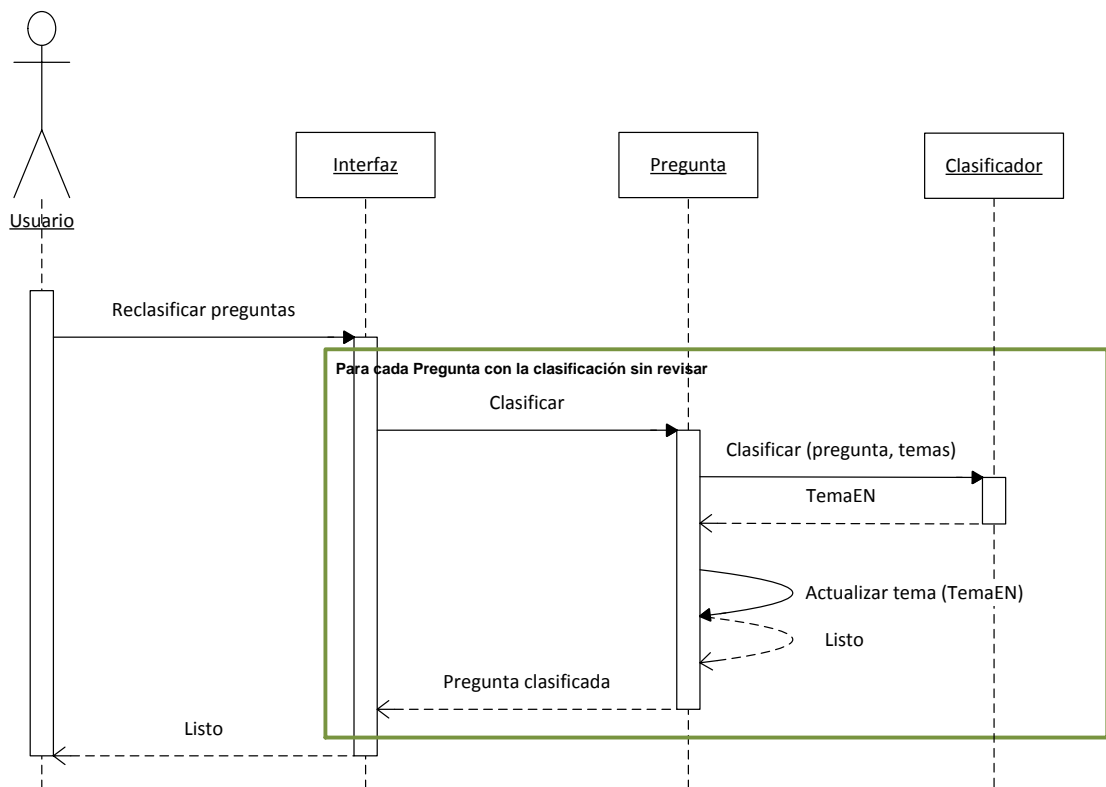 Interfaz
Pregunta
Clasificador
Usuario
Reclasificar preguntas
Para cada Pregunta con la clasificación sin revisar
Clasificar
Clasificar (pregunta, temas)
TemaEN
Actualizar tema (TemaEN)
Listo
Pregunta clasificada
Listo